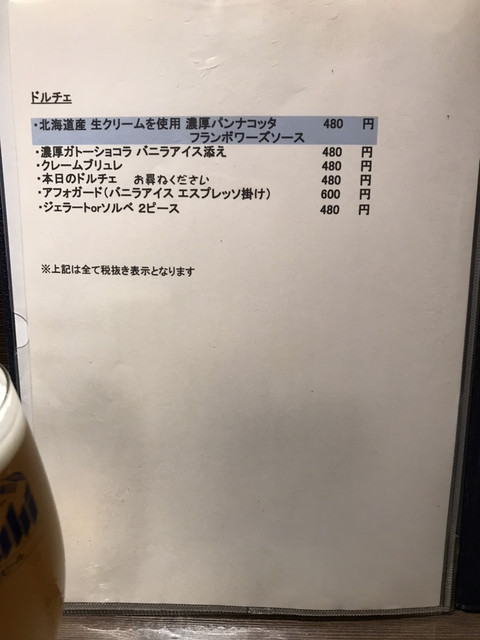 ドルチェ
・北海道産 生クリームを使用 濃厚パンナコッタ 480 円
フランボワーズソース
・濃厚ガトーショコラ バニラアイス添え 480 円
・クレームブリュレ 480 円
・本日のドルチェ お尋ねください 480 円
・アフォガード(バニラアイス エスプレッソ掛け) 600 円
・ジェラートorソルベ 2ピース 480 円
※上記は全て税抜き表示となります